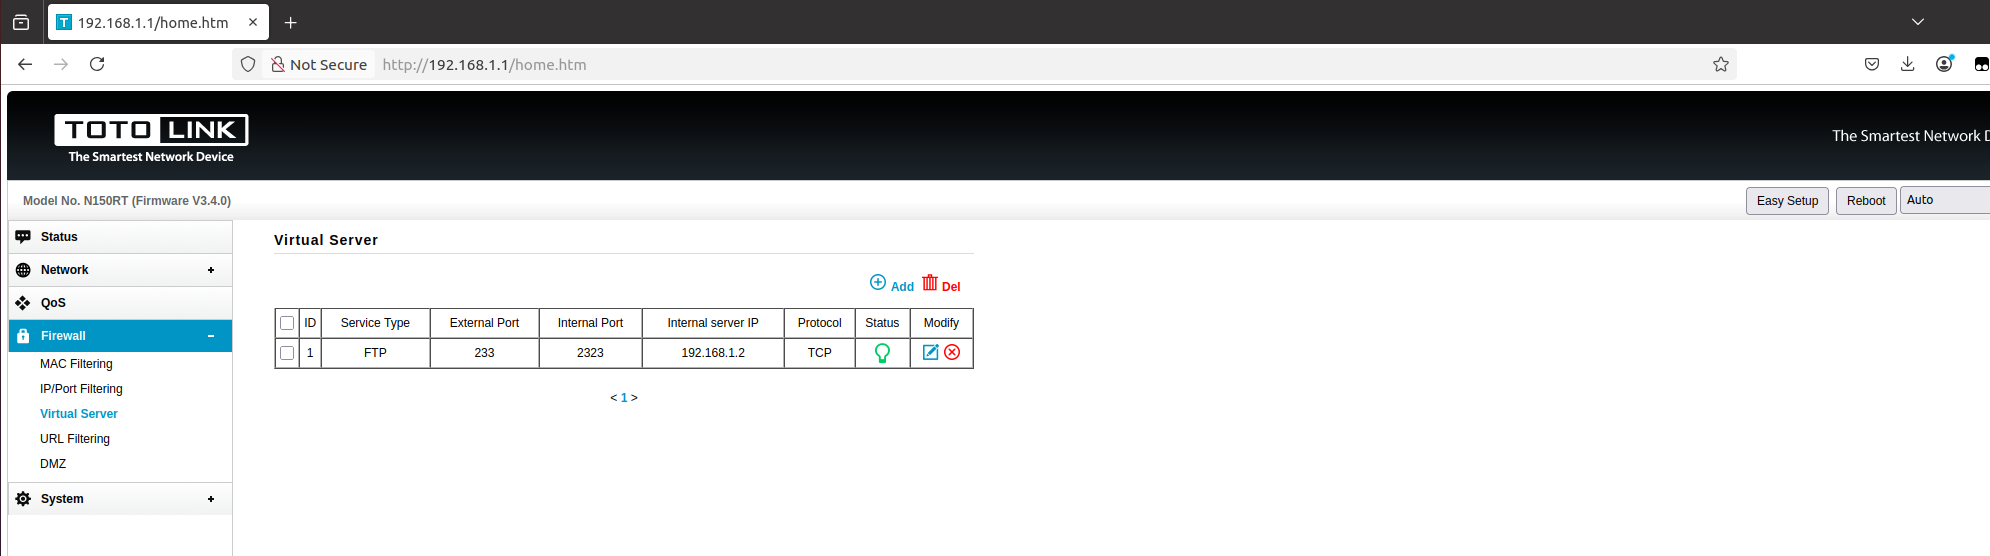 192.168.1.1/home.htm
Not Secure http://192.168.1.1/home.htm
TOTO LINK
The Smartest Network Device
The Smartest Network
Model No. N150RT (Firmware V3.4.0)
Easy Setup Reboot Auto
Status
Network +
QoS
Firewall -
MAC Filtering
IP/Port Filtering
Virtual Server
URL Filtering
DMZ
System +
Virtual Server
Add Del
ID Service Type External Port Internal Port Internal server IP Protocol Status Modify
1 FTP 233 2323 192.168.1.2 TCP
< 1 >